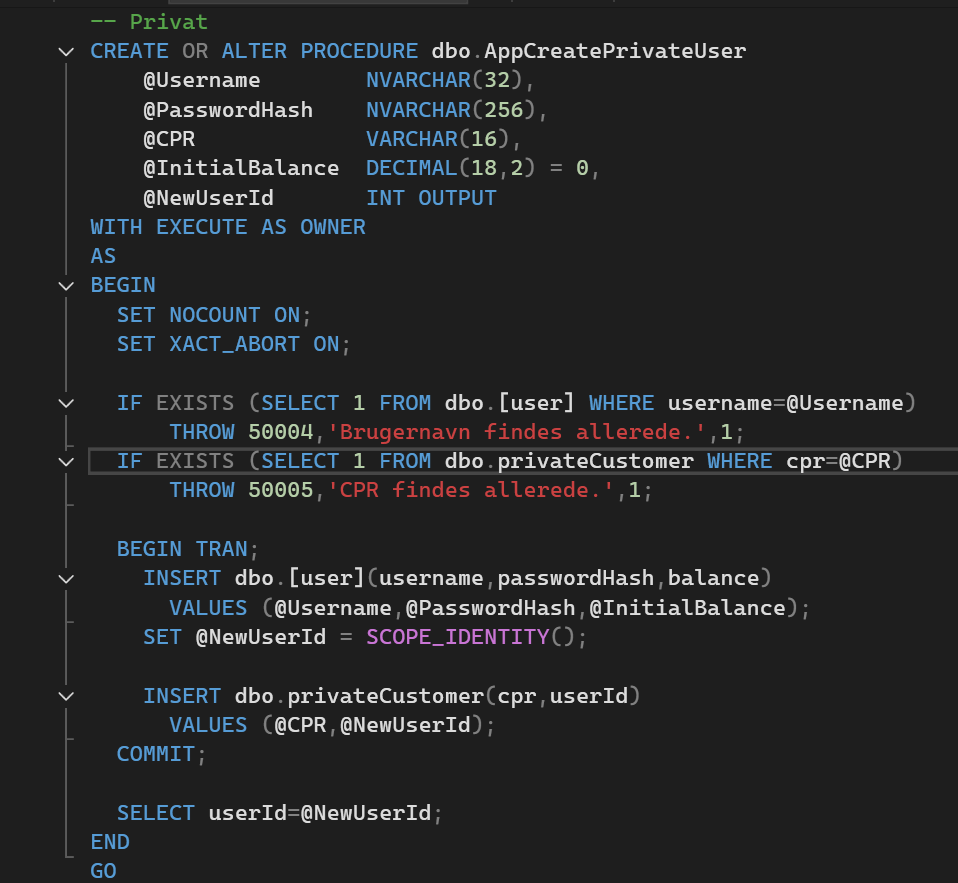 -- Privat
CREATE OR ALTER PROCEDURE dbo.AppCreatePrivateUser
    @Username        NVARCHAR(32),
    @PasswordHash    NVARCHAR(256),
    @CPR             VARCHAR(16),
    @InitialBalance  DECIMAL(18,2) = 0,
    @NewUserId       INT OUTPUT
WITH EXECUTE AS OWNER
AS
BEGIN
  SET NOCOUNT ON;
  SET XACT_ABORT ON;

  IF EXISTS (SELECT 1 FROM dbo.[user] WHERE username=@Username)
      THROW 50004,'Brugernavn findes allerede.',1;
  IF EXISTS (SELECT 1 FROM dbo.privateCustomer WHERE cpr=@CPR)
      THROW 50005,'CPR findes allerede.',1;

  BEGIN TRAN;
    INSERT dbo.[user](username,passwordHash,balance)
      VALUES (@Username,@PasswordHash,@InitialBalance);
    SET @NewUserId = SCOPE_IDENTITY();

    INSERT dbo.privateCustomer(cpr,userId)
      VALUES (@CPR,@NewUserId);
  COMMIT;

  SELECT userId=@NewUserId;
END
GO